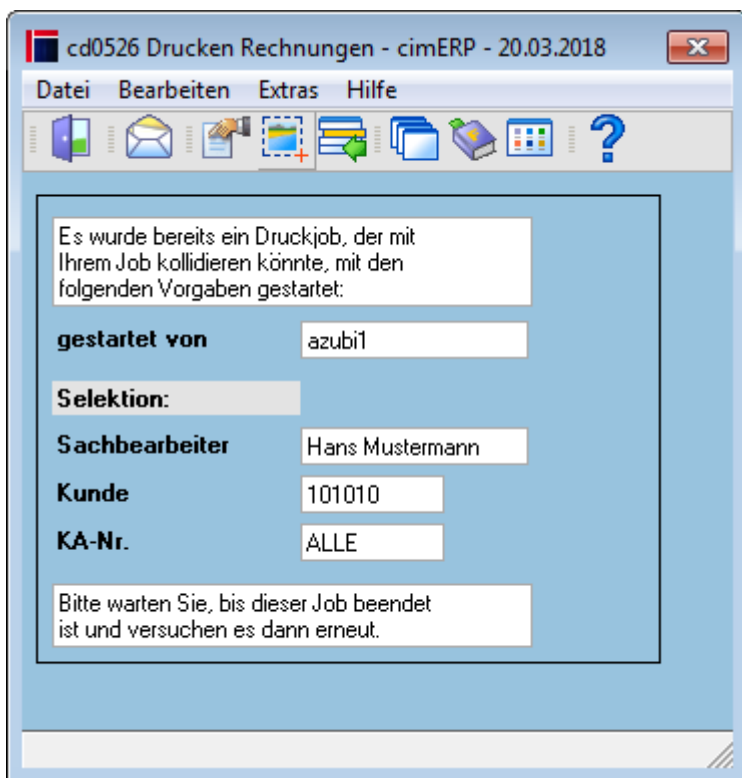 cd0526 Drucken Rechnungen - cimERP - 20.03.2018
Datei Bearbeiten Extras Hilfe
Es wurde bereits ein Druckjob, der mit
Ihrem Job kollidieren könnte, mit den
folgenden Vorgaben gestartet:
gestartet von azubi1
Selektion:
Sachbearbeiter Hans Mustermann
Kunde 101010
KA-Nr. ALLE
Bitte warten Sie, bis dieser Job beendet
ist und versuchen es dann erneut.